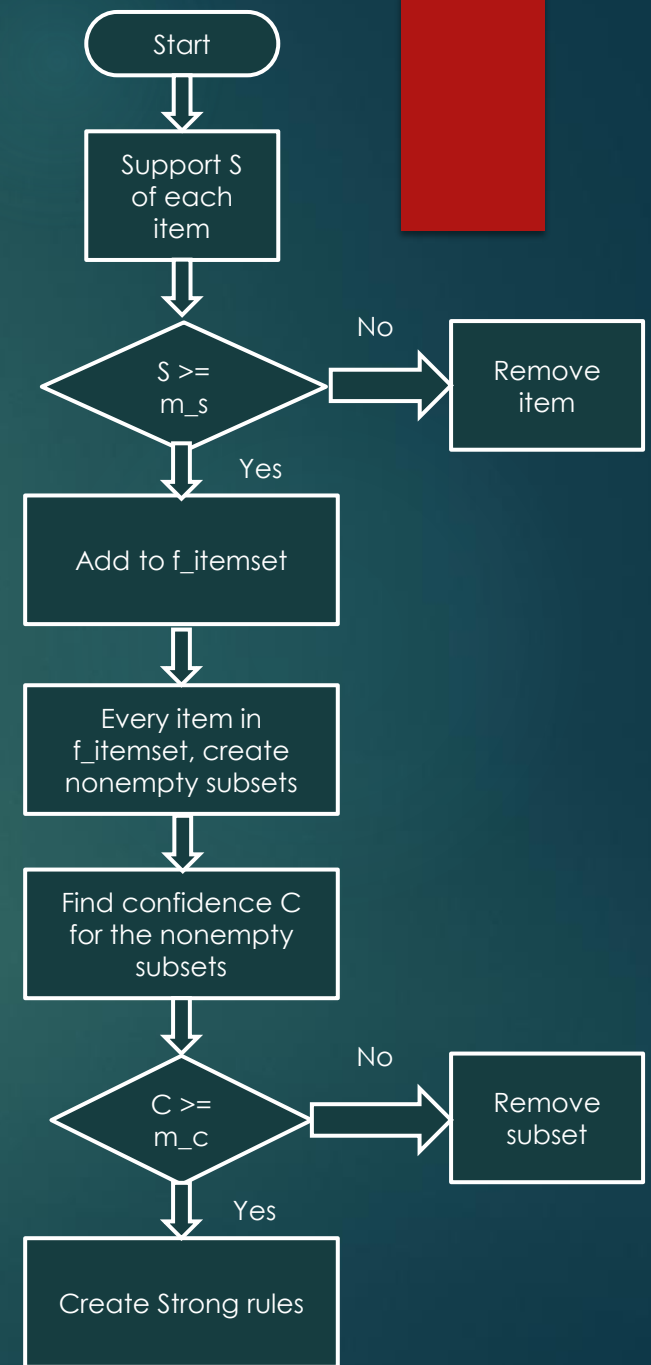 Start
Support S
of each
item
S >=
m_s
No
Remove
item
Yes
Add to f_itemset
Every item in
f_itemset, create
nonempty subsets
Find confidence C
for the nonempty
subsets
C >=
m_c
No
Remove
subset
Yes
Create Strong rules